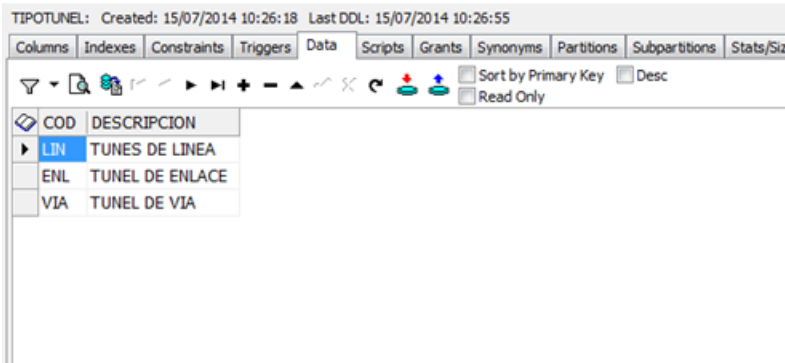 TIPOTUNEL: Created: 15/07/2014 10:26:18 Last DDL: 15/07/2014 10:26:55
Columns Indexes Constraints Triggers Data Scripts Grants Synonyms Partitions Subpartitions Stats/Siz
Sort by Primary Key Desc
Read Only
COD DESCRIPCION
LIN TUNES DE LINEA
ENL TUNEL DE ENLACE
VIA TUNEL DE VIA